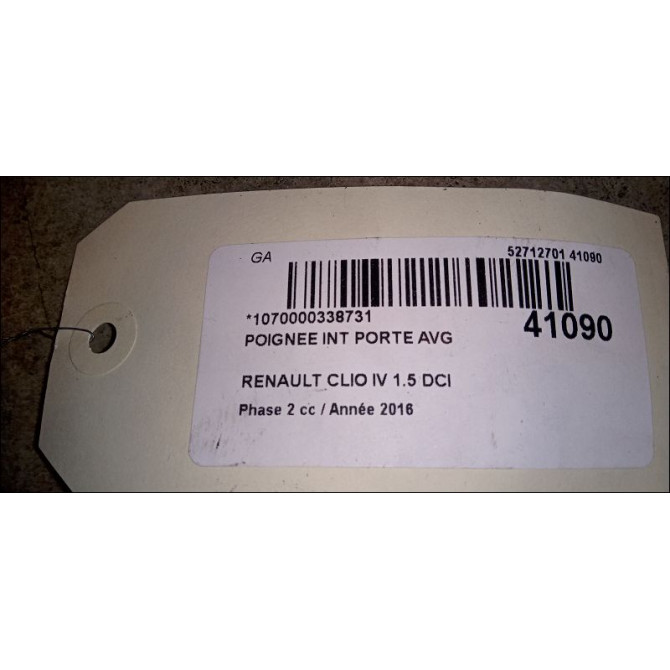 GA
52712701 41090
*1070000338731
41090
POIGNEE INT PORTE AVG
RENAULT CLIO IV 1.5 DCI
Phase 2 cc / Année 2016